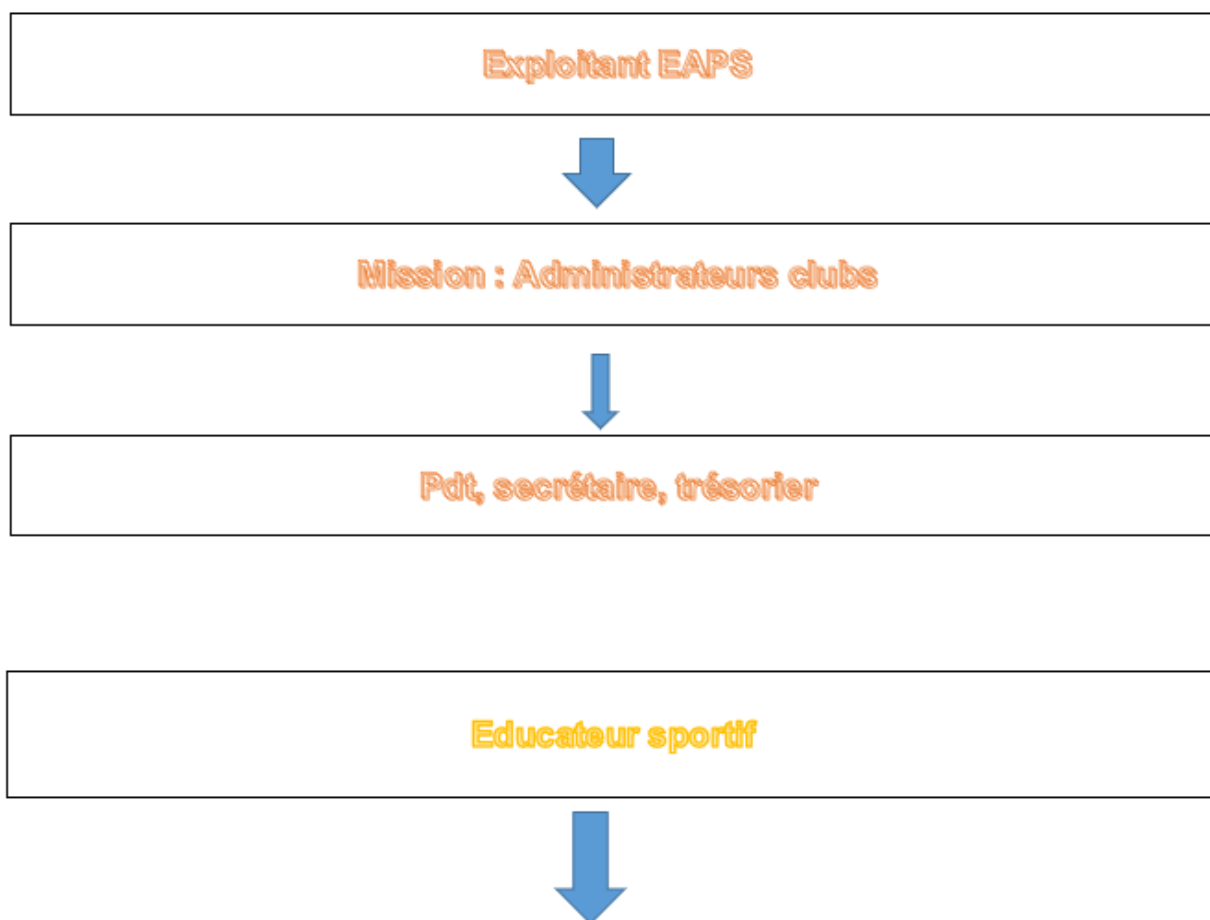 Exploitant EAPS
Mission : Administrateurs clubs
Pdt, secrétaire, trésorier
Educateur sportif